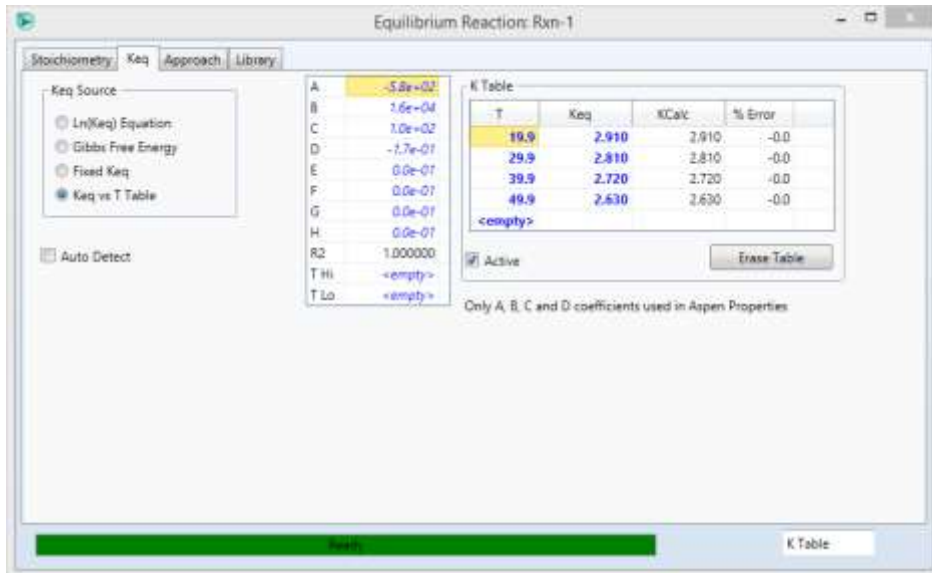 Equilibrium Reaction: Rxn-1
Stoichiometry Keq Approach Library
Keq Source
Ln(Keq) Equation
Gibbs Free Energy
Fixed Keq
Keq vs T Table
Auto Detect
A -5.8e+02
B 1.6e+04
C 1.0e+02
D -1.7e-01
E 0.0e-01
F 0.0e-01
G 0.0e-01
H 0.0e-01
R2 1.000000
T Hi <empty>
T Lo <empty>
K Table
T Keq KCalc % Error
19.9 2.910 2.910 -0.0
29.9 2.810 2.810 -0.0
39.9 2.720 2.720 -0.0
49.9 2.630 2.630 -0.0
<empty>
Active
Erase Table
Only A, B, C and D coefficients used in Aspen Properties
Ready
K Table